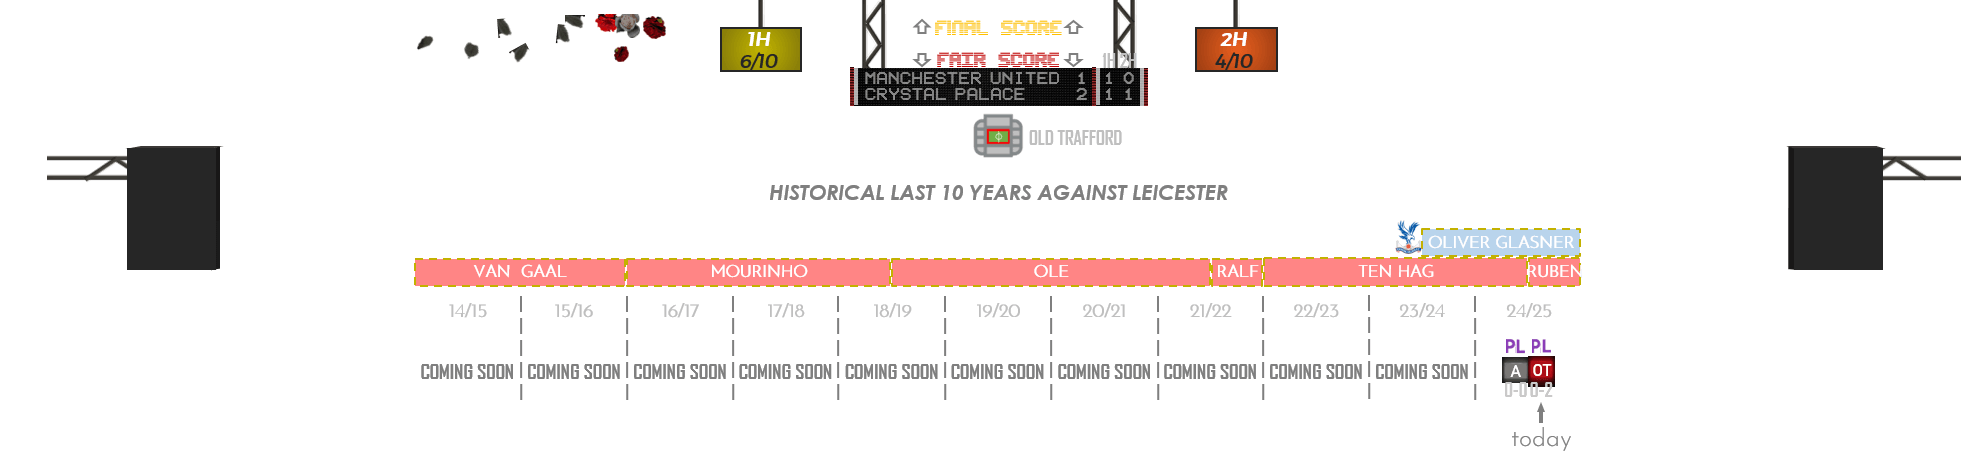 FINAL SCORE
1H
6/10
2H
4/10
FAIR SCORE
1H 2H
MANCHESTER UNITED 1 1 0
CRYSTAL PALACE 2 1 1
OLD TRAFFORD
HISTORICAL LAST 10 YEARS AGAINST LEICESTER
OLIVER GLASNER
VAN GAAL MOURINHO OLE RALF TEN HAG RUBEN
14/15 15/16 16/17 17/18 18/19 19/20 20/21 21/22 22/23 23/24 24/25
PL PL
COMING SOON COMING SOON COMING SOON COMING SOON COMING SOON COMING SOON COMING SOON COMING SOON COMING SOON COMING SOON A OT
0-0 0-2
today